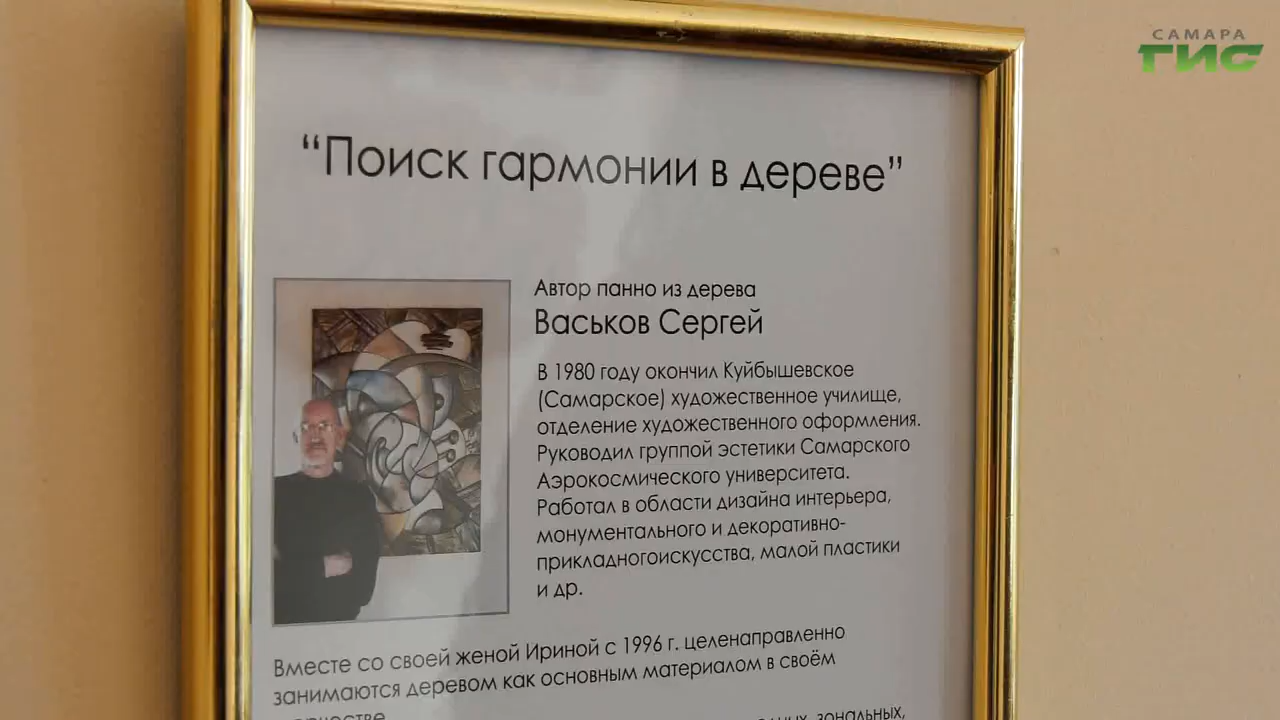 САМАРА
ГИС
“Поиск гармонии в дереве”
Автор панно из дерева
Васьков Сергей
В 1980 году окончил Куйбышевское
(Самарское) художественное училище,
отделение художественного оформления.
Руководил группой эстетики Самарского
Аэрокосмического университета.
Работал в области дизайна интерьера,
монументального и декоративно-
прикладногоискусства, малой пластики
и др.
Вместе со своей женой Ириной с 1996 г. целенаправленно
занимаются деревом как основным материалом в своём
зональных,